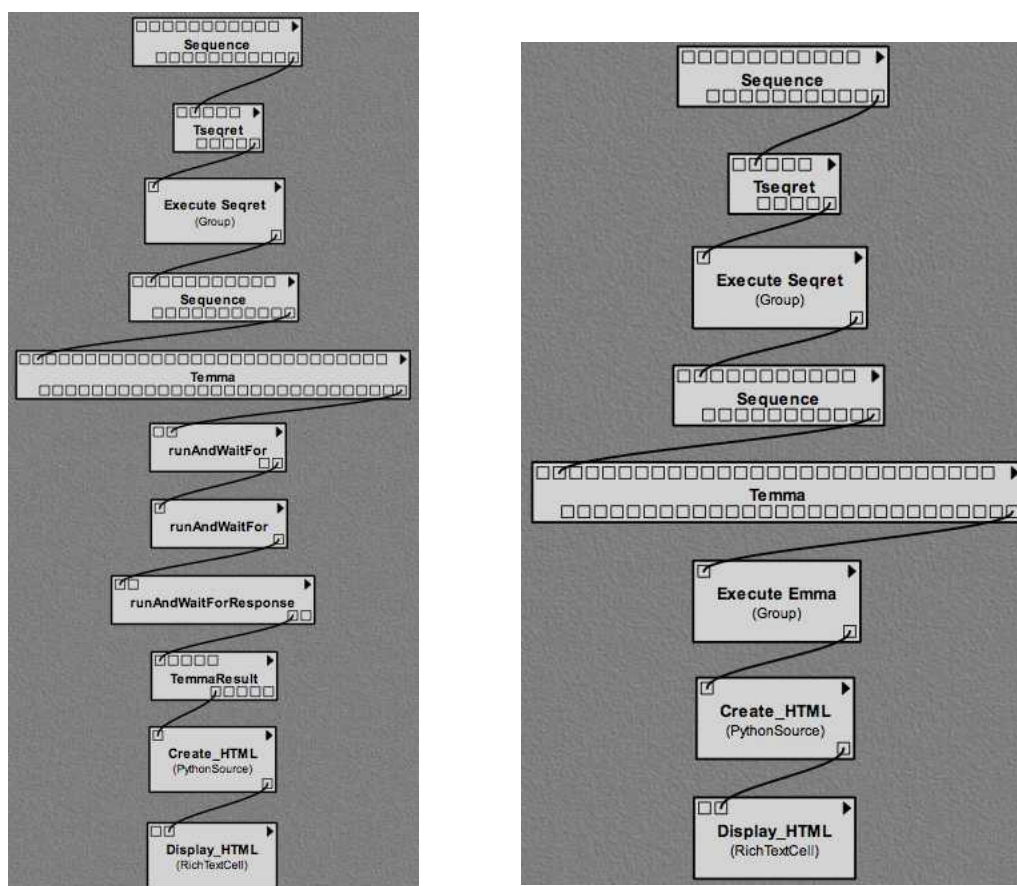 Sequence
Tseqret
Execute Seqret
(Group)
Sequence
Temma
runAndWaitFor
runAndWaitFor
runAndWaitForResponse
TemmaResult
Create_HTML
(PythonSource)
Display_HTML
(RichTextCell)
Sequence
Tseqret
Execute Seqret
(Group)
Sequence
Temma
Execute Emma
(Group)
Create_HTML
(PythonSource)
Display_HTML
(RichTextCell)